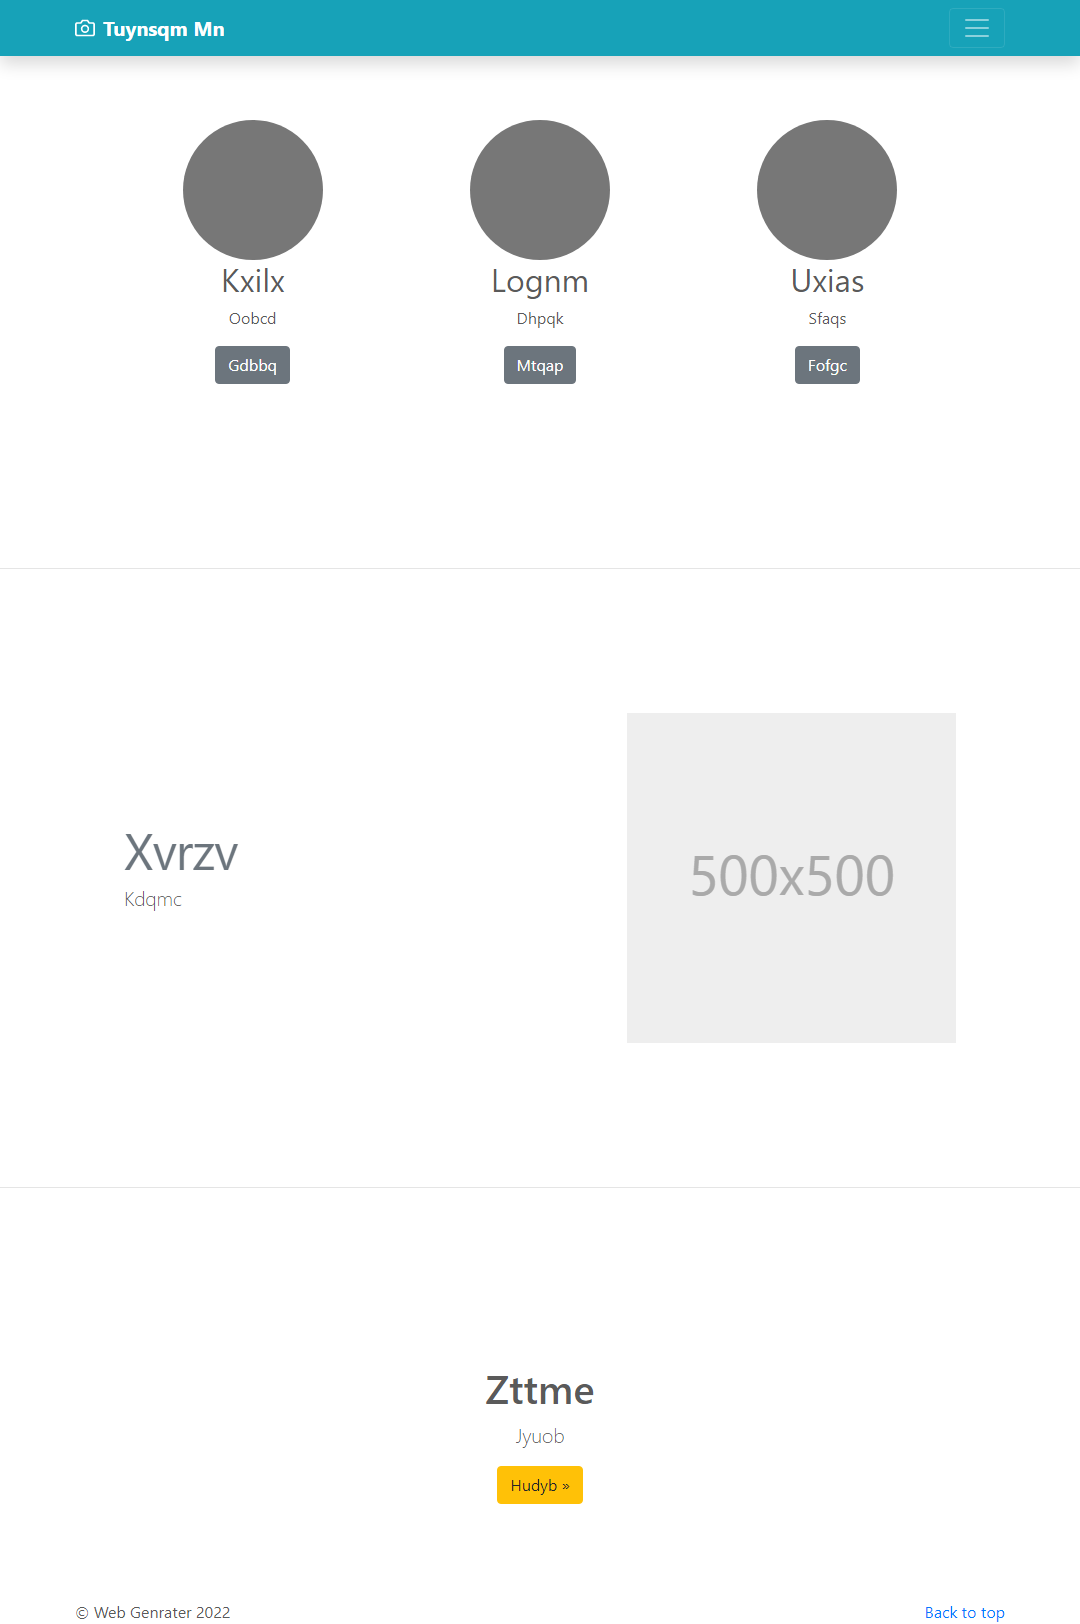 Tuynsqm Mn
Kxilx
Oobcd
Gdbbq
Lognm
Dhpqk
Mtqap
Uxias
Sfaqs
Fofgc
Xvrzv
Kdqmc
500x500
Zttme
Jyuob
Hudyb »
© Web Genrater 2022
Back to top